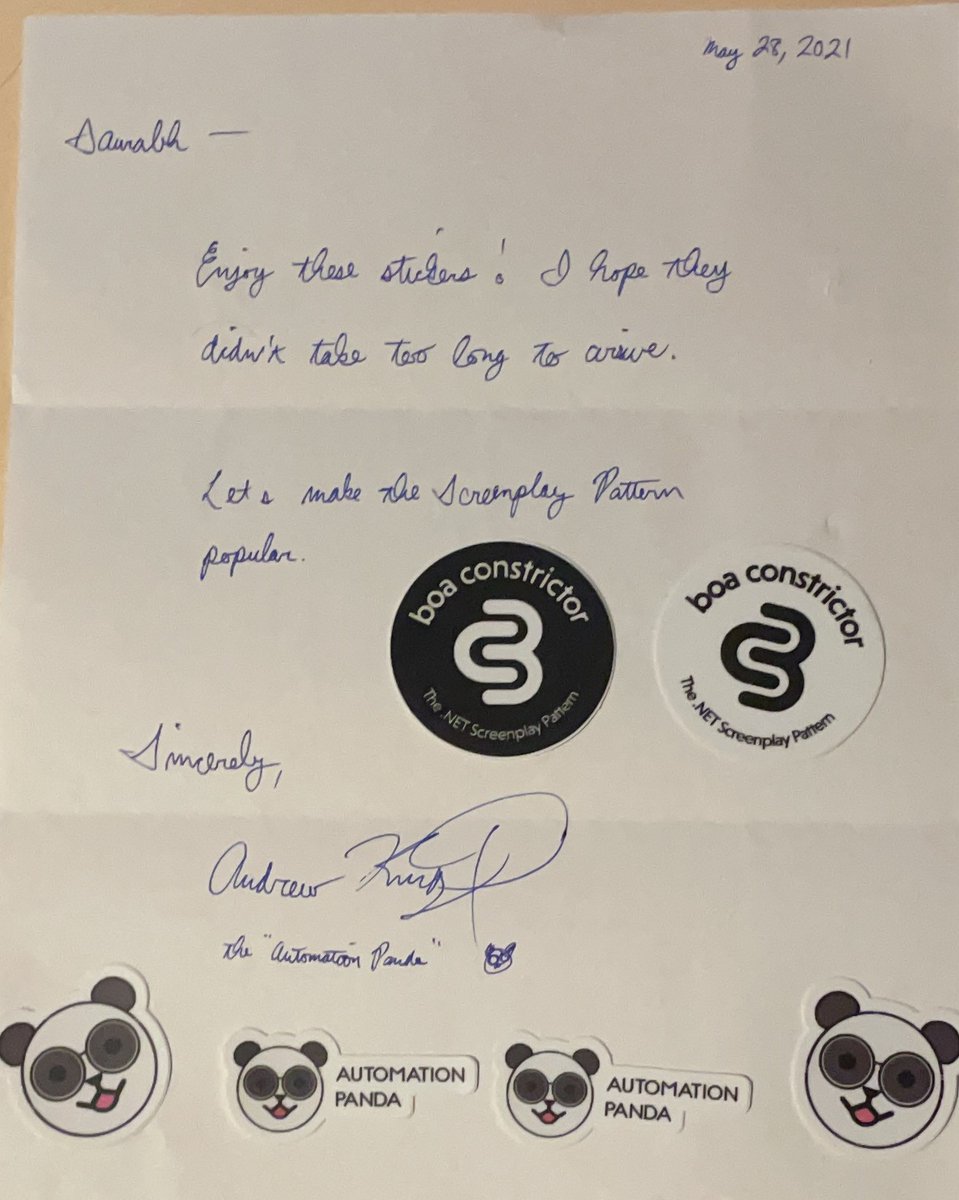 May 28, 2021
Saurabh —
Enjoy these stickers! I hope they
didn't take too long to arrive.
Let's make the Screenplay Pattern
popular.
boa constrictor
The .NET Screenplay Pattern
boa constrictor
The .NET Screenplay Pattern
Sincerely,
Andrew
The "Automation Panda"
AUTOMATION
PANDA
AUTOMATION
PANDA